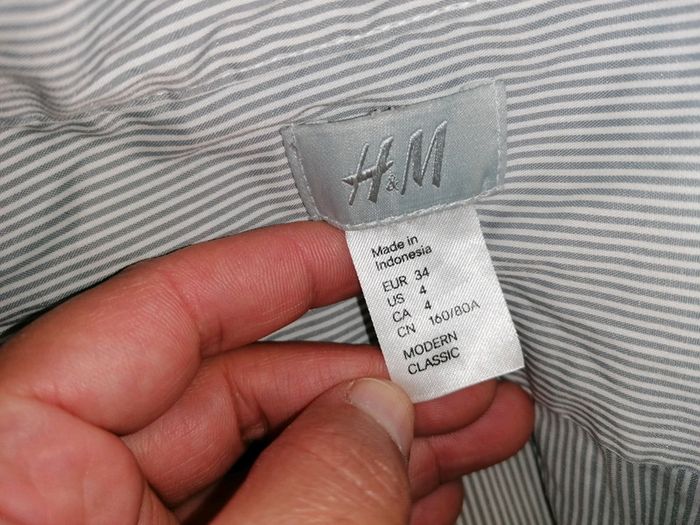 H&M
Made in
Indonesia
EUR 34
US 4
CA 4
CN 160/80A
MODERN
CLASSIC